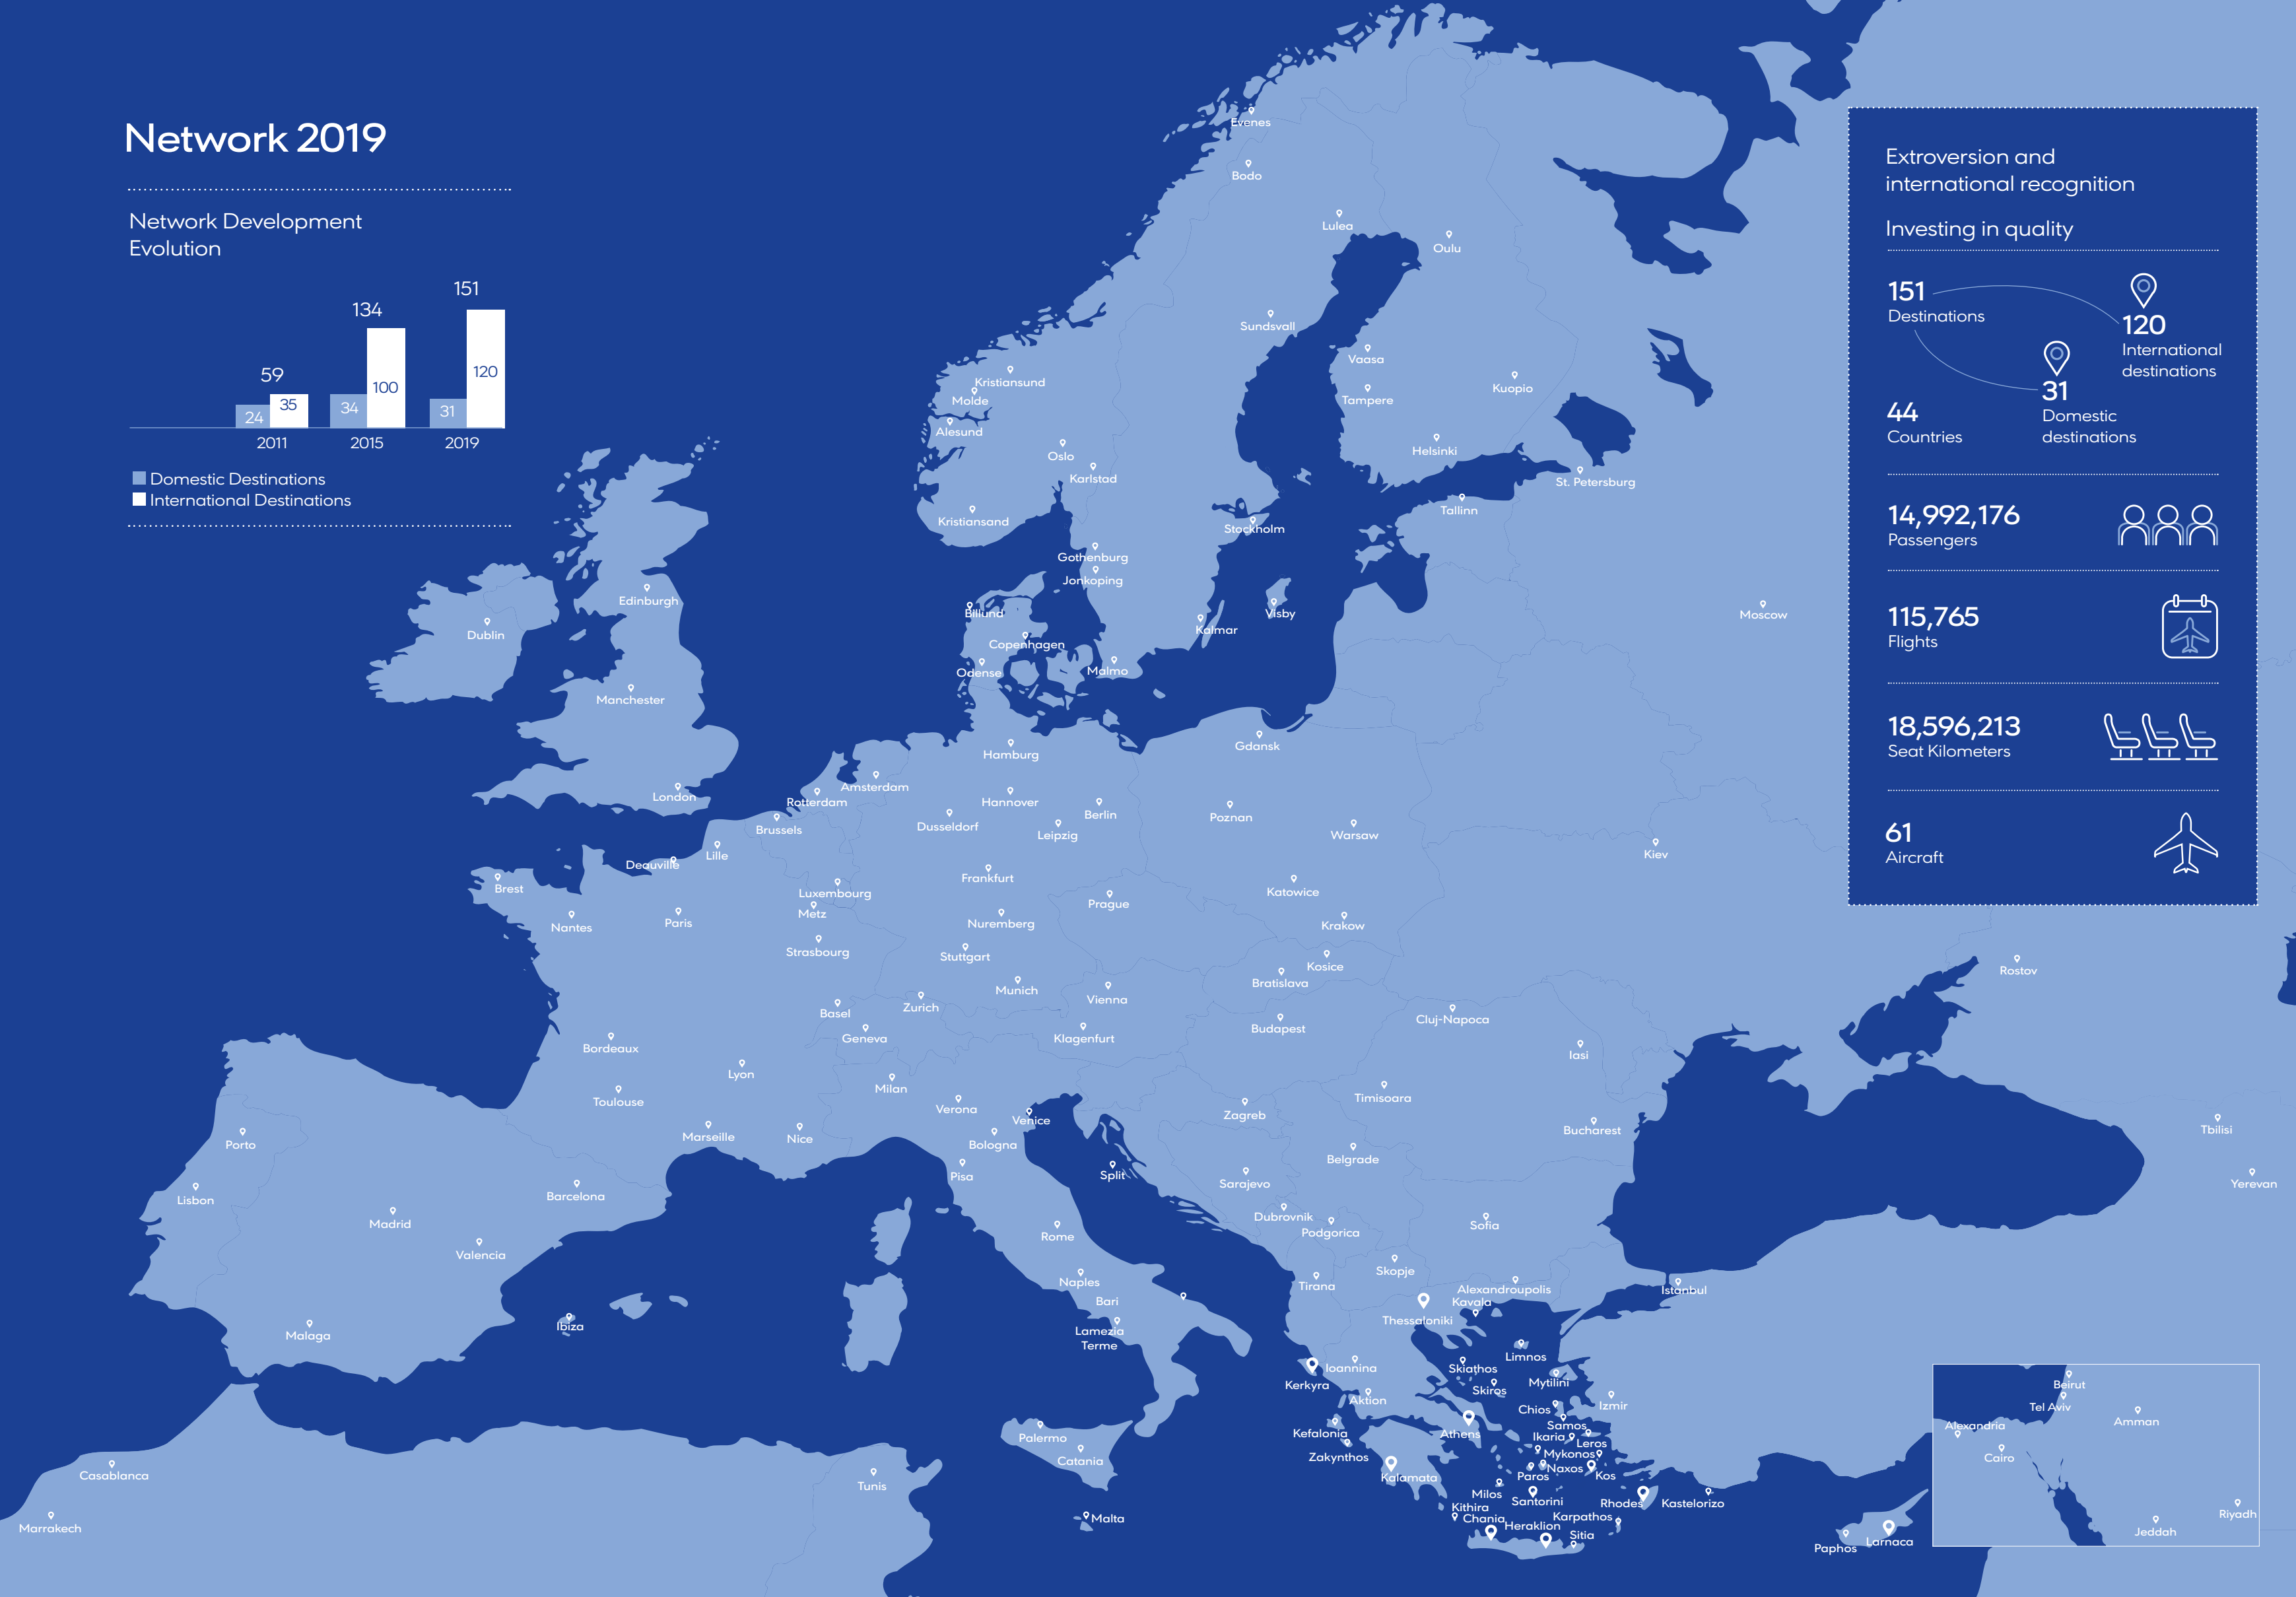 Network 2019
Network Development
Evolution
59
134
151
24
35
34
100
31
120
2011
2015
2019
Domestic Destinations
International Destinations
Extroversion and
international recognition
Investing in quality
151
Destinations
120
International
destinations
31
Domestic
destinations
44
Countries
14,992,176
Passengers
115,765
Flights
18,596,213
Seat Kilometers
61
Aircraft
Evenes
Bodo
Lulea
Oulu
Sundsvall
Vaasa
Kristiansund
Kuopio
Molde
Tampere
Alesund
Helsinki
Oslo
Karlstad
St. Petersburg
Tallinn
Kristiansand
Stockholm
Gothenburg
Jonkoping
Edinburgh
Billund
Visby
Moscow
Kalmar
Dublin
Copenhagen
Malmo
Odense
Manchester
Gdansk
Hamburg
Amsterdam
London
Rotterdam
Hannover
Berlin
Poznan
Brussels
Dusseldorf
Leipzig
Warsaw
Kiev
Lille
Deauville
Frankfurt
Brest
Luxembourg
Katowice
Prague
Metz
Paris
Nantes
Nuremberg
Krakow
Strasbourg
Stuttgart
Kosice
Rostov
Bratislava
Munich
Vienna
Zurich
Basel
Cluj-Napoca
Budapest
Geneva
Klagenfurt
Bordeaux
Iasi
Lyon
Milan
Toulouse
Timisoara
Verona
Zagreb
Venice
Bucharest
Tbilisi
Marseille
Nice
Porto
Bologna
Belgrade
Pisa
Split
Sarajevo
Yerevan
Barcelona
Lisbon
Madrid
Dubrovnik
Sofia
Podgorica
Rome
Valencia
Skopje
Naples
Tirana
Alexandroupolis
Istanbul
Bari
Kavala
Thessaloniki
Ibiza
Malaga
Lamezia
Terme
Limnos
Ioannina
Skiathos
Kerkyra
Mytilini
Skiros
Aktion
Izmir
Chios
Samos
Kefalonia
Athens
Ikaria
Leros
Palermo
Zakynthos
Mykonos
Catania
Naxos
Paros
Kos
Kalamata
Casablanca
Tunis
Milos
Santorini
Rhodes
Kastelorizo
Kithira
Marrakech
Malta
Chania
Karpathos
Heraklion
Sitia
Larnaca
Paphos
Beirut
Tel Aviv
Amman
Alexandria
Cairo
Riyadh
Jeddah